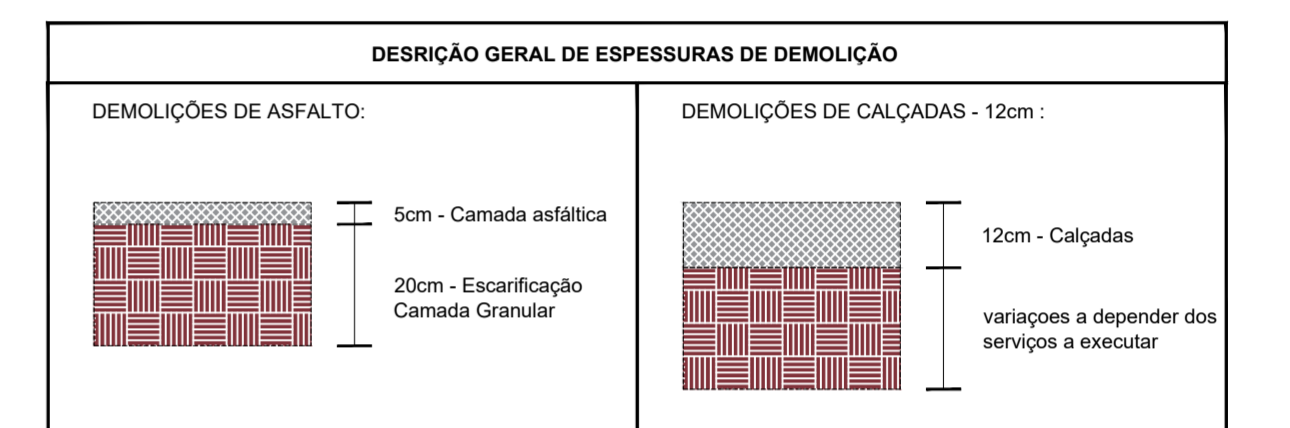 DESRIÇÃO GERAL DE ESPESSURAS DE DEMOLIÇÃO
DEMOLIÇÕES DE ASFALTO:
5cm - Camada asfáltica
20cm - Escarificação
Camada Granular
DEMOLIÇÕES DE CALÇADAS - 12cm :
12cm - Calçadas
variaçoes a depender dos
serviços a executar